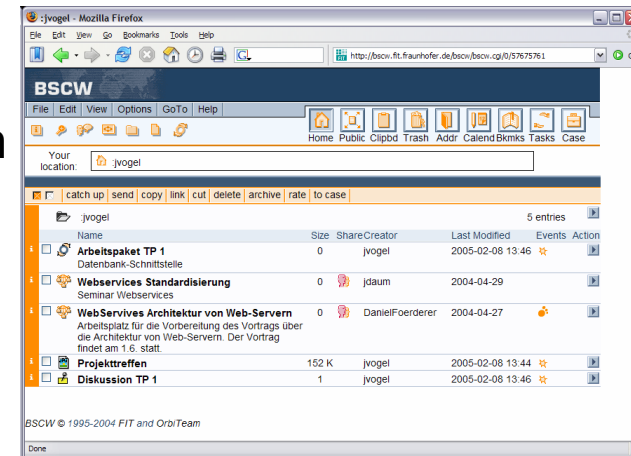 n
:jvogel - Mozilla Firefox
File Edit View Go Bookmarks Tools Help
G http://bscw.fit.fraunhofer.de/bscw/bscw.cgi/0/57675761
BSCW
File Edit View Options GoTo Help
Home Public Clipbd Trash Addr Calend Bkmks Tasks Case
Your location: :jvogel
catch up send copy link cut delete archive rate to case
:jvogel 5 entries
Name Size Share Creator Last Modified Events Action
Arbeitspaket TP 1 0 jvogel 2005-02-08 13:46
Datenbank-Schnittstelle
Webservices Standardisierung 0 jdaum 2004-04-29
Seminar Webservices
WebServives Architektur von Web-Servern 0 DanielFoerderer 2004-04-27
Arbeitsplatz für die Vorbereitung des Vortrags über
die Architektur von Web-Servern. Der Vortrag
findet am 1.6. statt.
Projekttreffen 152 K jvogel 2005-02-08 13:44
Diskussion TP 1 1 jvogel 2005-02-08 13:46
BSCW © 1995-2004 FIT and OrbiTeam
Done